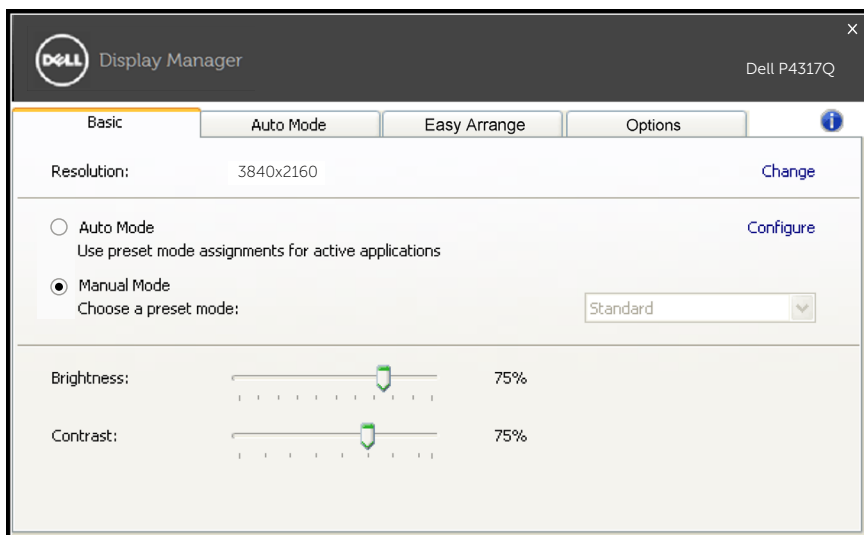 X
DELL Display Manager
Dell P4317Q
Basic Auto Mode Easy Arrange Options i
Resolution: 3840x2160 Change
Auto Mode Configure
Use preset mode assignments for active applications
Manual Mode
Choose a preset mode: Standard
Brightness: 75%
Contrast: 75%